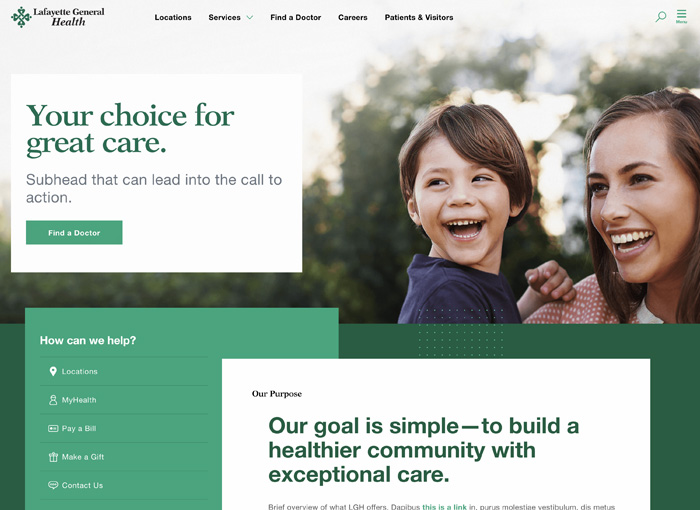 Lafayette General
Health
Locations Services Find a Doctor Careers Patients & Visitors
Menu
Your choice for
great care.
Subhead that can lead into the call to
action.
Find a Doctor
How can we help?
Locations
MyHealth
Pay a Bill
Make a Gift
Contact Us
Our Purpose
Our goal is simple—to build a
healthier community with
exceptional care.
Brief overview of what LGH offers. Dapibus this is a link in, purus molestiae vestibulum, dis metus